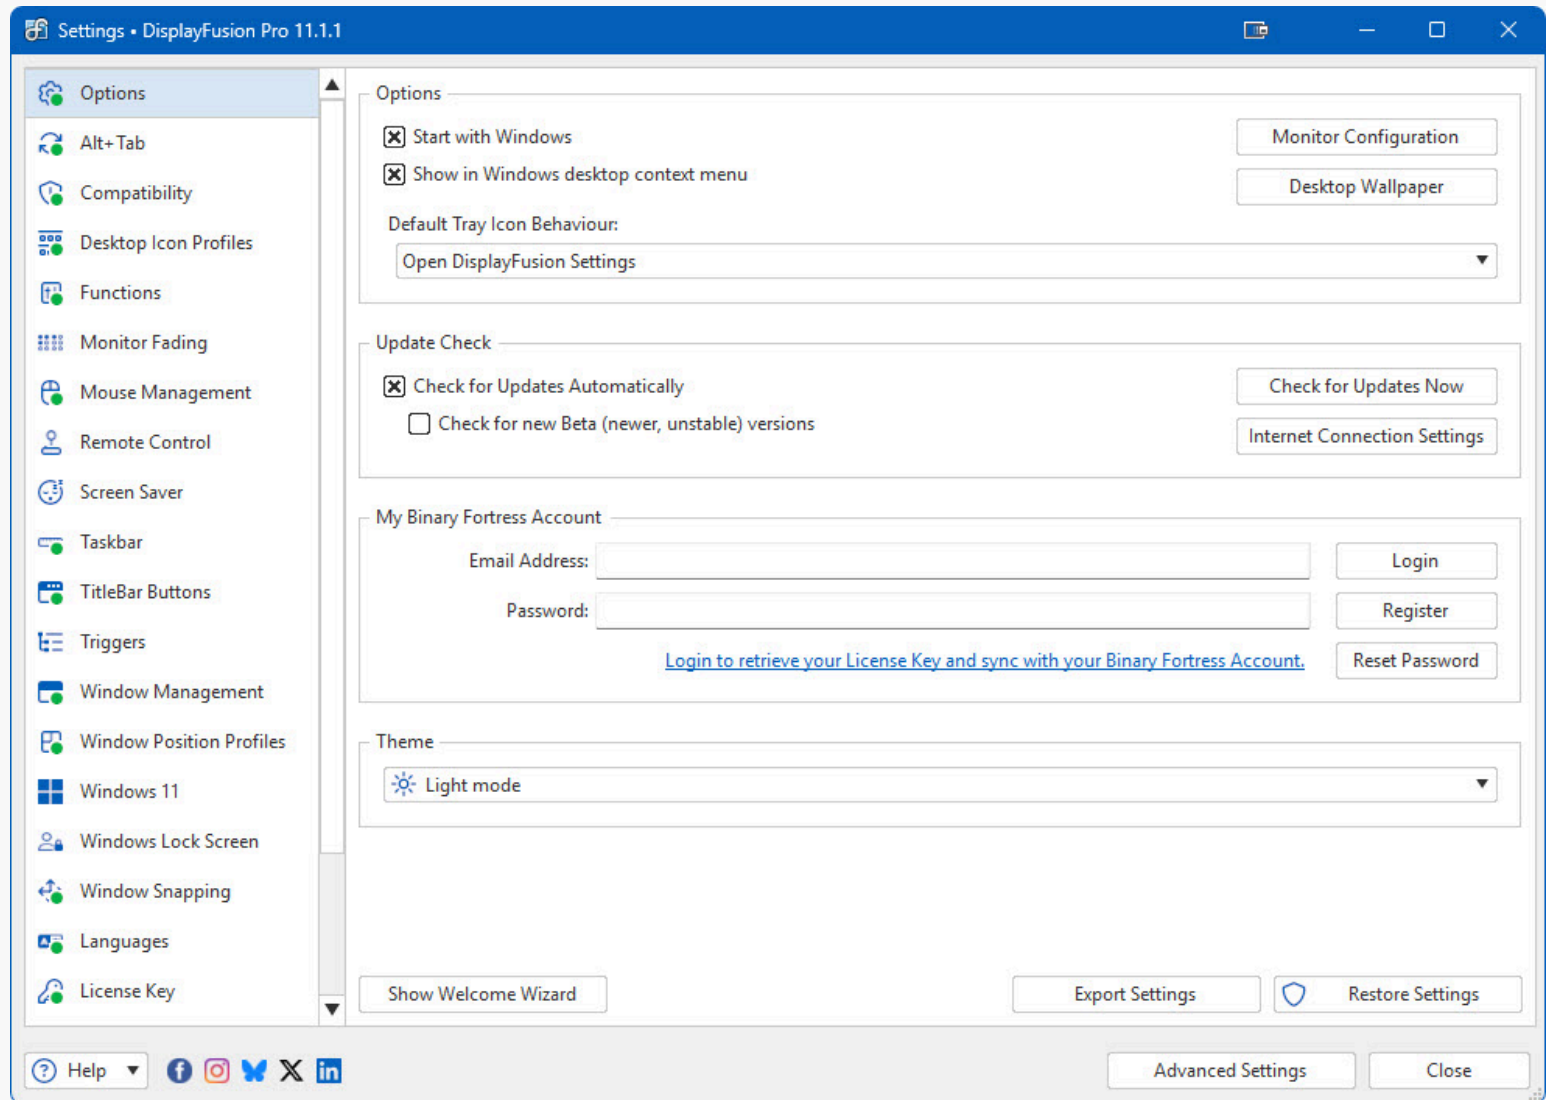 Settings • DisplayFusion Pro 11.1.1
Options
Alt+Tab
Compatibility
Desktop Icon Profiles
Functions
Monitor Fading
Mouse Management
Remote Control
Screen Saver
Taskbar
TitleBar Buttons
Triggers
Window Management
Window Position Profiles
Windows 11
Windows Lock Screen
Window Snapping
Languages
License Key
Options
Start with Windows
Monitor Configuration
Show in Windows desktop context menu
Desktop Wallpaper
Default Tray Icon Behaviour:
Open DisplayFusion Settings
Update Check
Check for Updates Automatically
Check for Updates Now
Check for new Beta (newer, unstable) versions
Internet Connection Settings
My Binary Fortress Account
Email Address:
Login
Password:
Register
Login to retrieve your License Key and sync with your Binary Fortress Account.
Reset Password
Theme
Light mode
Show Welcome Wizard
Export Settings
Restore Settings
Help
Advanced Settings
Close